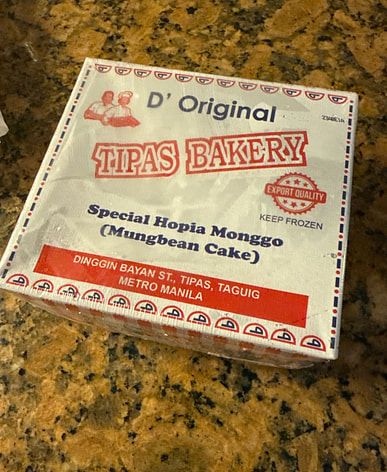 D' Original
TIPAS BAKERY
EXPORT QUALITY
KEEP FROZEN
Special Hopia Monggo
(Mungbean Cake)
DINGGIN BAYAN ST., TIPAS, TAGUIG
METRO MANILA